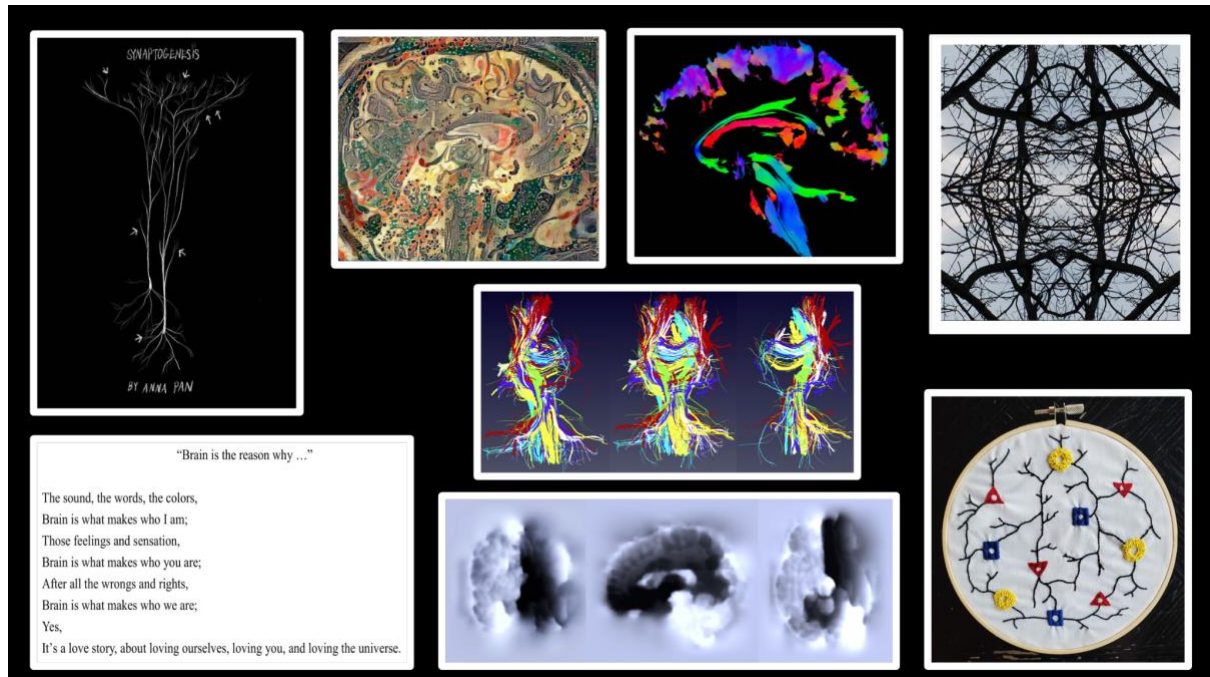 SYNAPTOGENESIS
BY ANNA PAN
“Brain is the reason why …”
The sound, the words, the colors,
Brain is what makes who I am;
Those feelings and sensation,
Brain is what makes who you are;
After all the wrongs and rights,
Brain is what makes who we are;
Yes,
It’s a love story, about loving ourselves, loving you, and loving the universe.